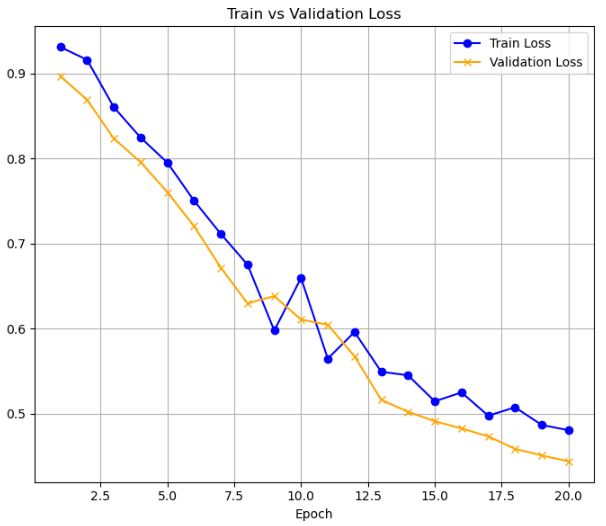 Train vs Validation Loss
Train Loss
Validation Loss
0.9
0.8
0.7
0.6
0.5
2.5 5.0 7.5 10.0 12.5 15.0 17.5 20.0
Epoch